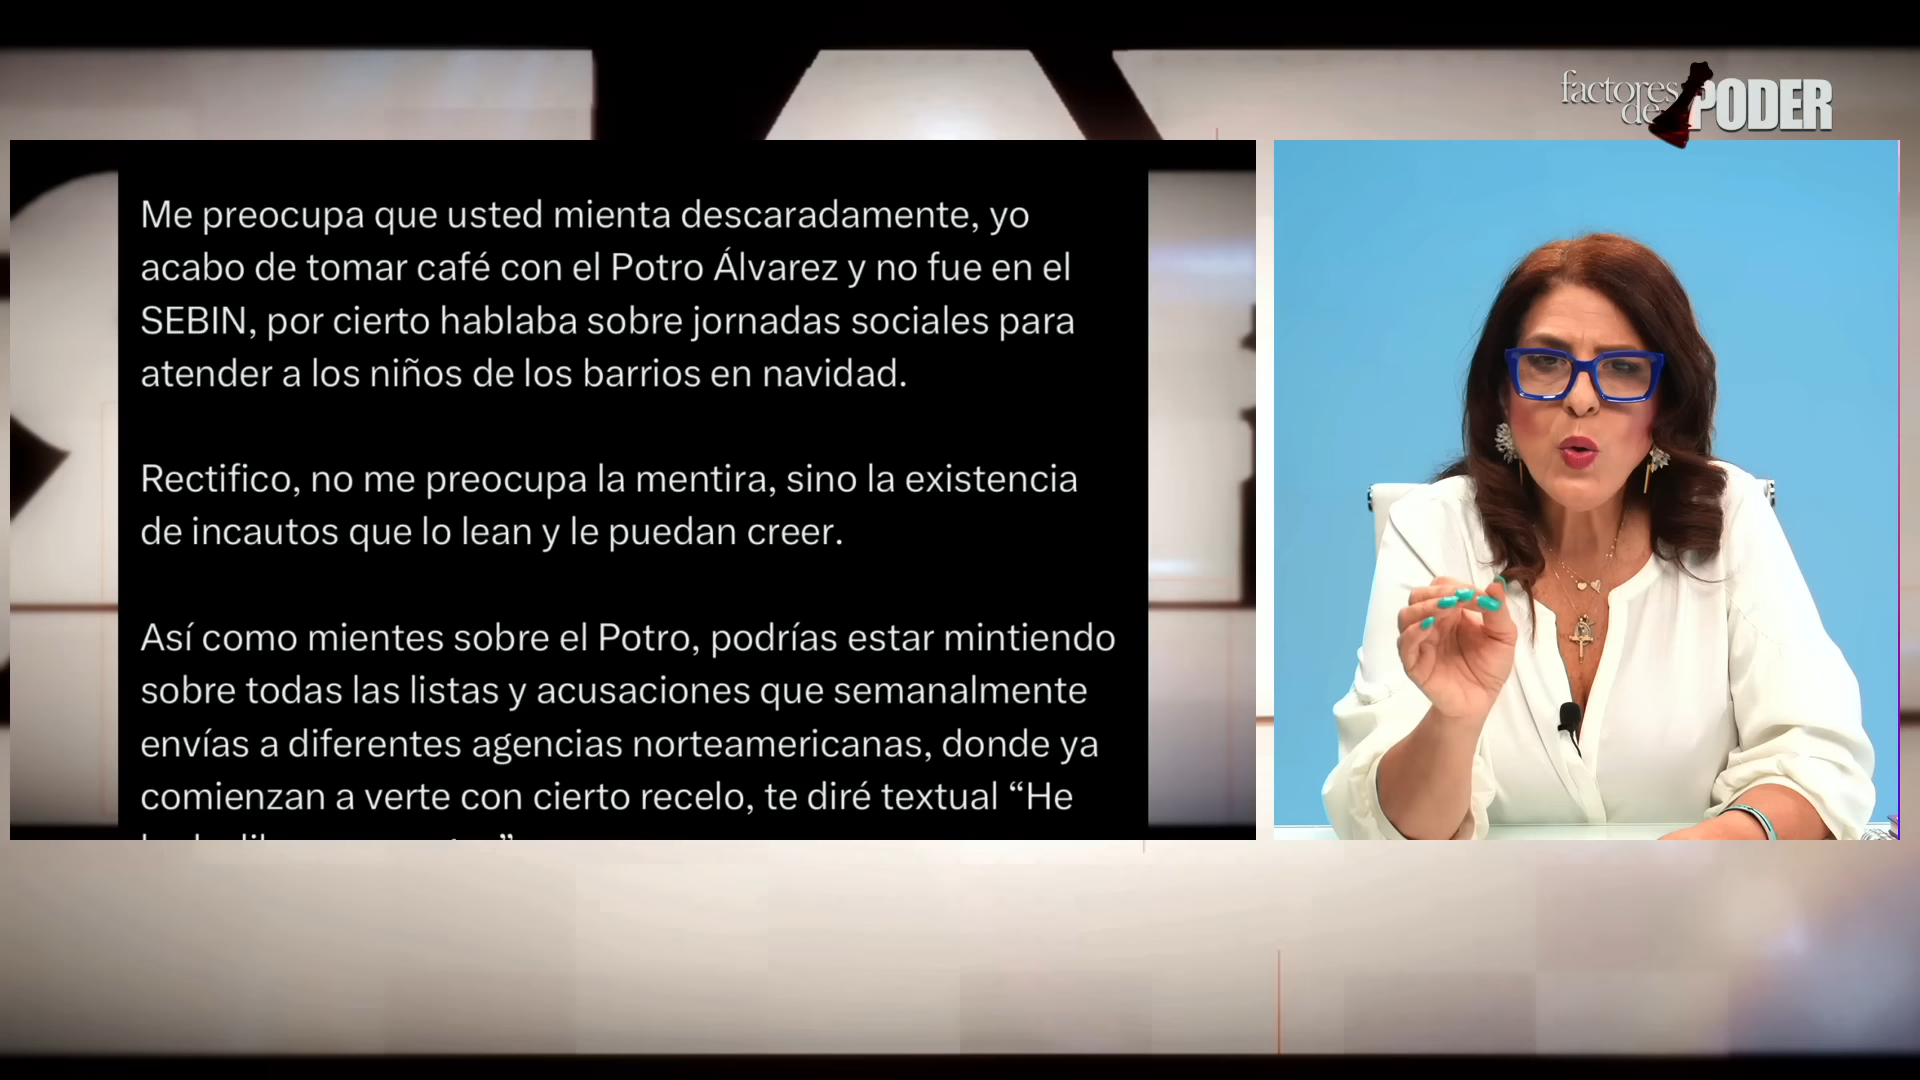 factores
de PODER
Me preocupa que usted mienta descaradamente, yo
acabo de tomar café con el Potro Álvarez y no fue en el
SEBIN, por cierto hablaba sobre jornadas sociales para
atender a los niños de los barrios en navidad.
Rectifico, no me preocupa la mentira, sino la existencia
de incautos que lo lean y le puedan creer.
Así como mientes sobre el Potro, podrías estar mintiendo
sobre todas las listas y acusaciones que semanalmente
envías a diferentes agencias norteamericanas, donde ya
comienzan a verte con cierto recelo, te diré textual “He